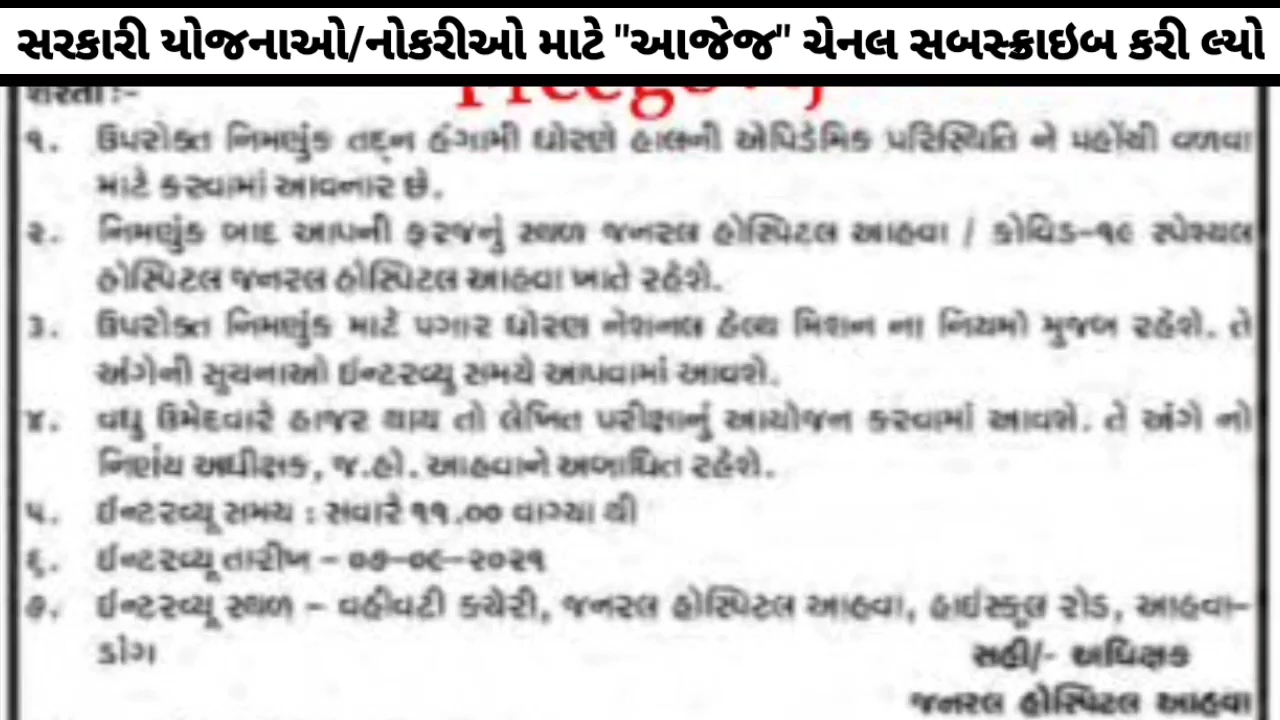 સરકારી યોજનાઓ/નોકરીઓ માટે "આજેજ" ચેનલ સબસ્ક્રાઇબ કરી લ્યો
શરતો :-
૧. ઉપરોક્ત નિમણુંક તદ્ન હંગામી ધોરણે હાલની એપિડેમિક પરિસ્થિતિ ને પહોંચી વળવા
માટે કરવામાં આવનાર છે.
૨. નિમણુંક બાદ આપની ફરજનું સ્થળ જનરલ હોસ્પિટલ આહવા / કોવિડ-૧૯ સ્પેશ્યલ
હોસ્પિટલ જનરલ હોસ્પિટલ આહવા ખાતે રહેશે.
૩. ઉપરોક્ત નિમણુંક માટે પગાર ધોરણ નેશનલ હેલ્થ મિશન ના નિયમો મુજબ રહેશે. તે
અંગેની સુચનાઓ ઈન્ટરવ્યુ સમયે આપવામાં આવશે.
૪. વધુ ઉમેદવારે હાજર થાય તો લેખિત પરીક્ષાનું આયોજન કરવામાં આવશે. તે અંગે નો
નિર્ણય અધીક્ષક, જ.હો. આહવાને અબાધિત રહેશે.
૫. ઈન્ટરવ્યૂ સમય : સવારે ૧૧.૦૦ વાગ્યા થી
૬. ઈન્ટરવ્યૂ તારીખ – ૦૭-૦૯-૨૦૨૧
૭. ઈન્ટરવ્યૂ સ્થળ – વહીવટી કચેરી, જનરલ હોસ્પિટલ આહવા, હાઈસ્કૂલ રોડ, આહવા-
ડાંગ
સહી/- અધિક્ષક
જનરલ હોસ્પિટલ આહવા